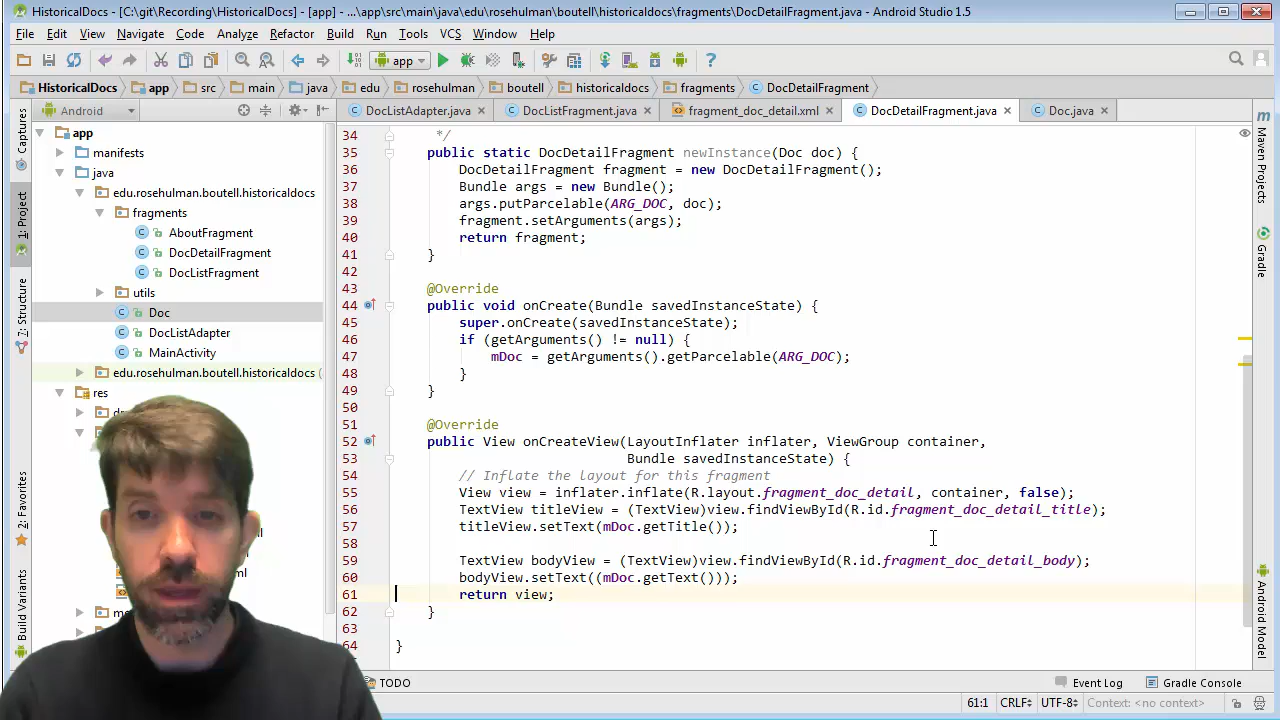 HistoricalDocs - [C:\git\Recording\HistoricalDocs] - [app] - ...\app\src\main\java\edu\rosehulman\boutell\historicaldocs\fragments\DocDetailFragment.java - Android Studio 1.5
File Edit View Navigate Code Analyze Refactor Build Run Tools VCS Window Help
app
HistoricalDocs app src main java edu rosehulman boutell historicaldocs fragments DocDetailFragment
Android DocListAdapter.java DocListFragment.java fragment_doc_detail.xml DocDetailFragment.java Doc.java
Captures
1: Project
7: Structure
2: Favorites
Build Variants
app
manifests
java
edu.rosehulman.boutell.historicaldocs
fragments
AboutFragment
DocDetailFragment
DocListFragment
utils
Doc
DocListAdapter
MainActivity
edu.rosehulman.boutell.historicaldocs (
res
34 */
35 public static DocDetailFragment newInstance(Doc doc) {
36 DocDetailFragment fragment = new DocDetailFragment();
37 Bundle args = new Bundle();
38 args.putParcelable(ARG_DOC, doc);
39 fragment.setArguments(args);
40 return fragment;
41 }
42
43 @Override
44 public void onCreate(Bundle savedInstanceState) {
45 super.onCreate(savedInstanceState);
46 if (getArguments() != null) {
47 mDoc = getArguments().getParcelable(ARG_DOC);
48 }
49 }
50
51 @Override
52 public View onCreateView(LayoutInflater inflater, ViewGroup container,
53 Bundle savedInstanceState) {
54 // Inflate the layout for this fragment
55 View view = inflater.inflate(R.layout.fragment_doc_detail, container, false);
56 TextView titleView = (TextView)view.findViewById(R.id.fragment_doc_detail_title);
57 titleView.setText(mDoc.getTitle());
58
59 TextView bodyView = (TextView)view.findViewById(R.id.fragment_doc_detail_body);
60 bodyView.setText((mDoc.getText()));
61 return view;
62 }
63
64 }
Maven Projects
Gradle
Android Model
TODO Event Log Gradle Console
61:1 CRLF UTF-8 Context: <no context>